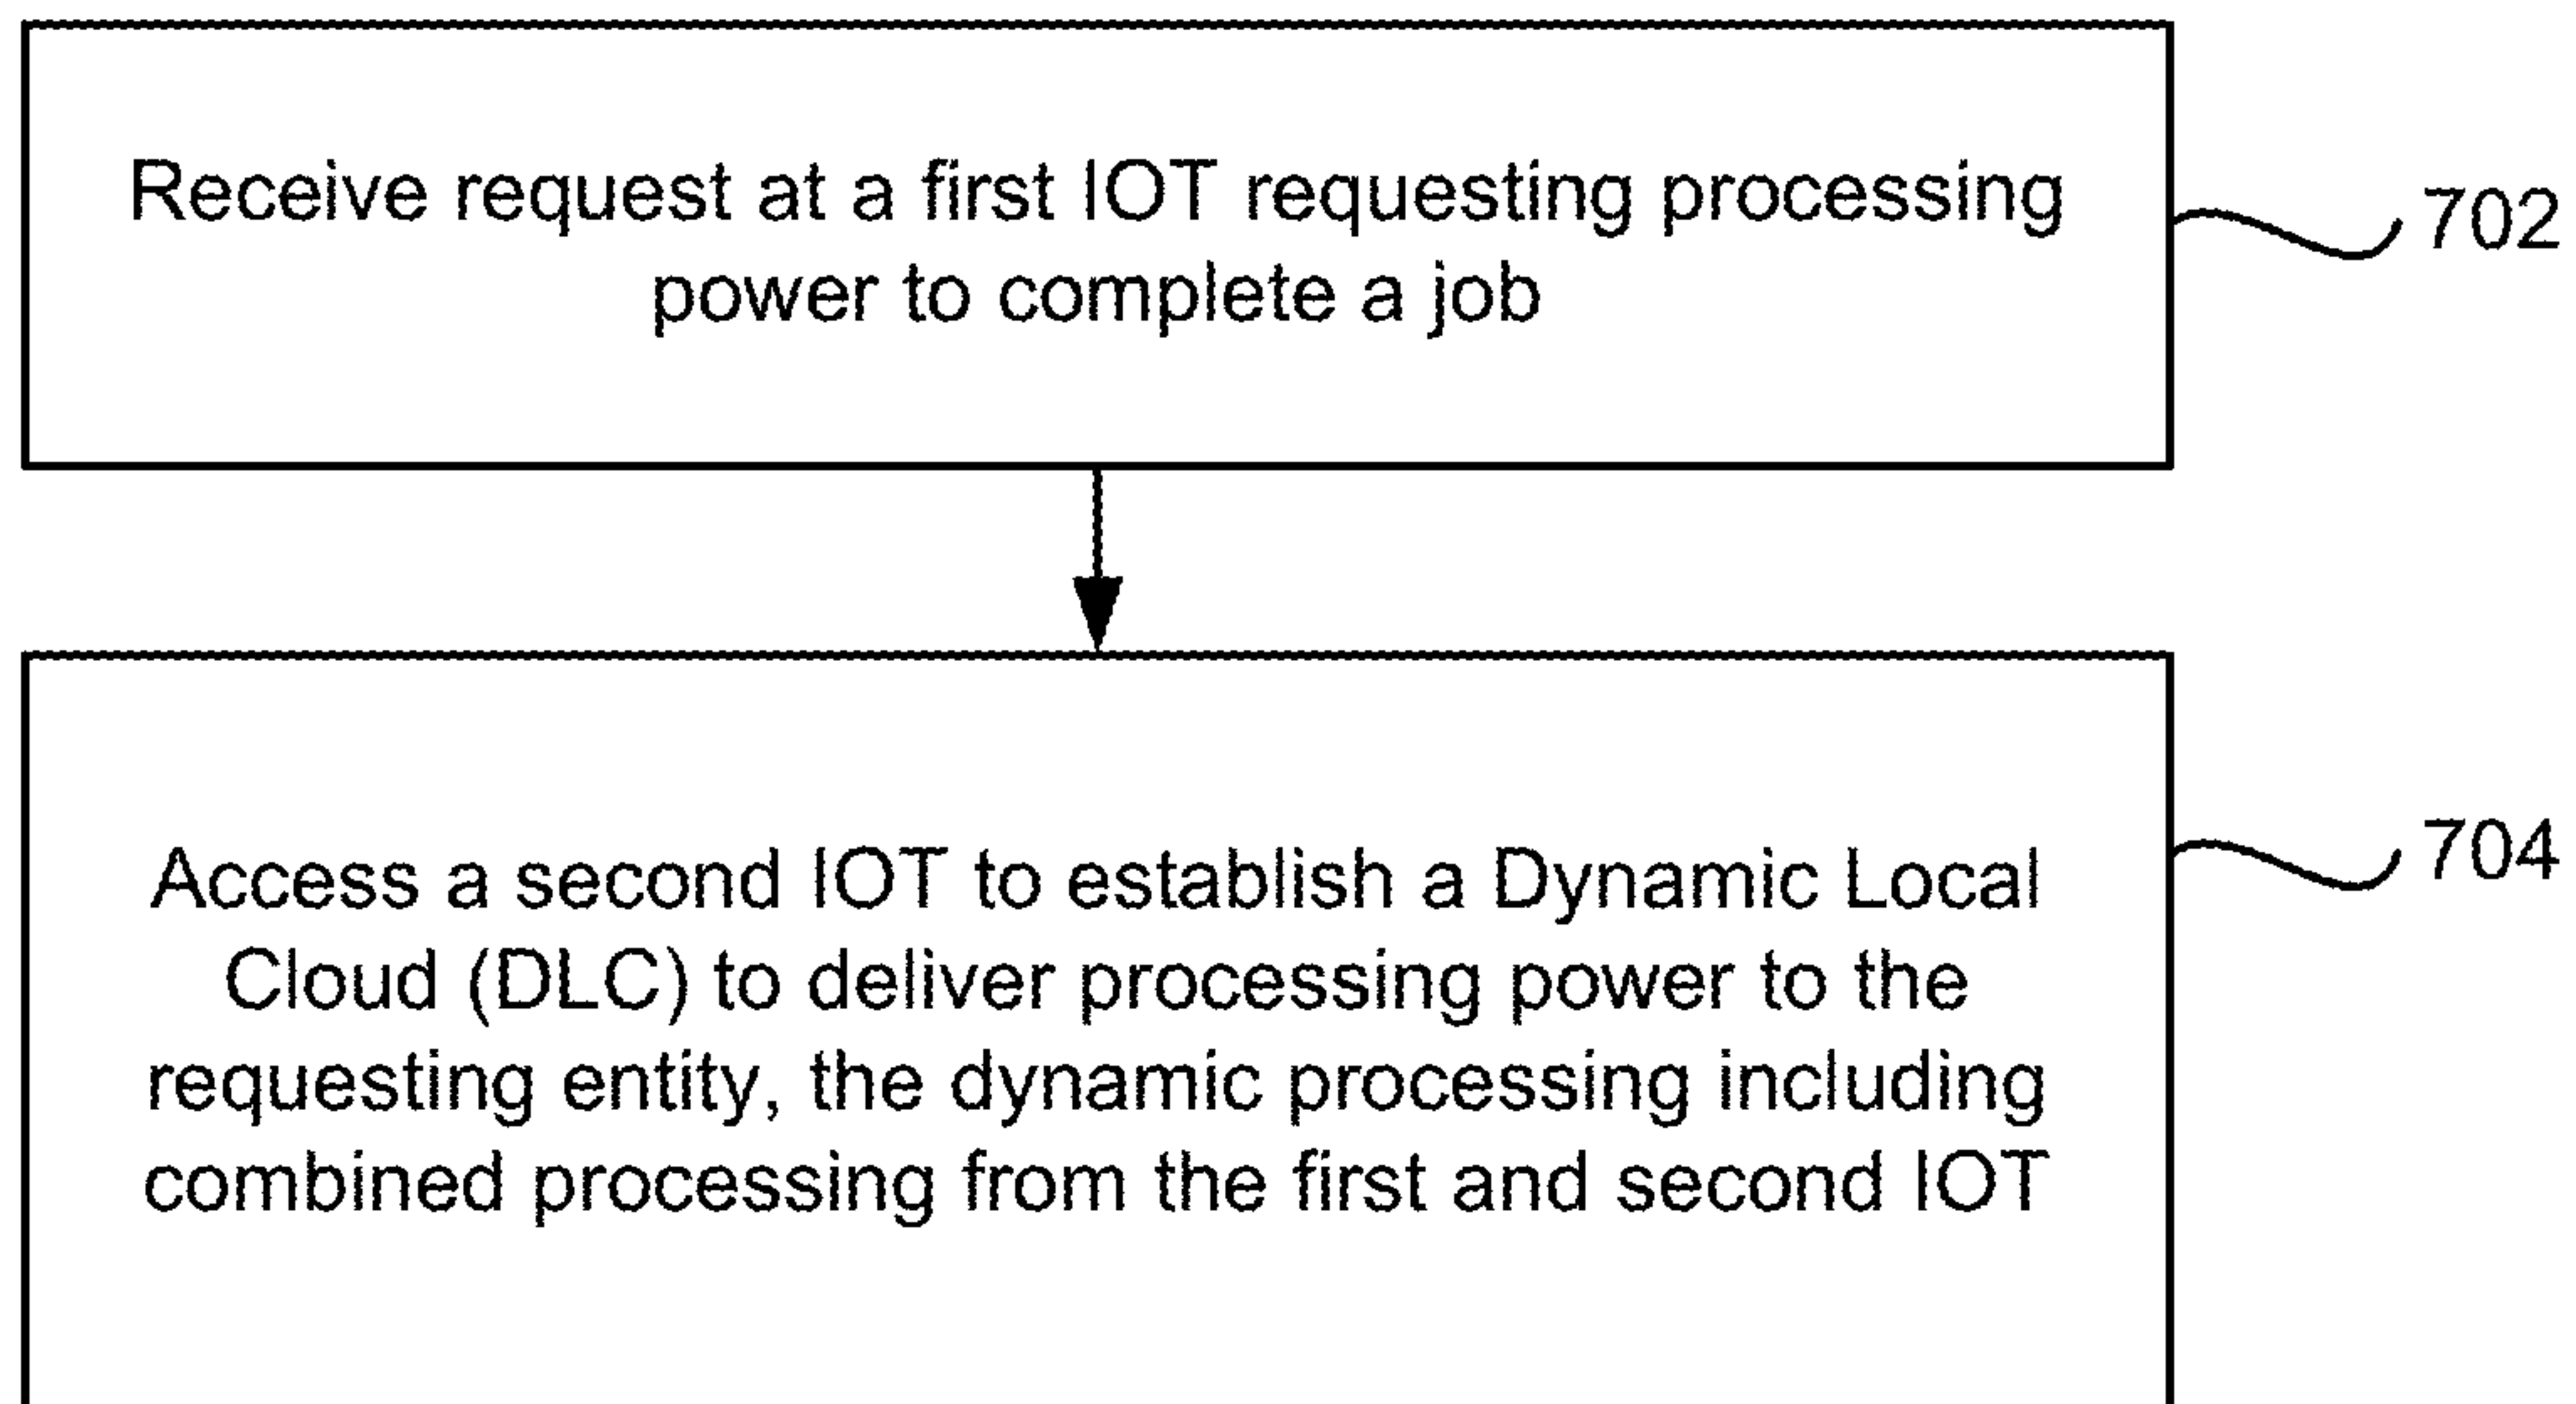 Receive request at a first IOT requesting processing
power to complete a job
702
Access a second IOT to establish a Dynamic Local
Cloud (DLC) to deliver processing power to the
requesting entity, the dynamic processing including
combined processing from the first and second IOT
704